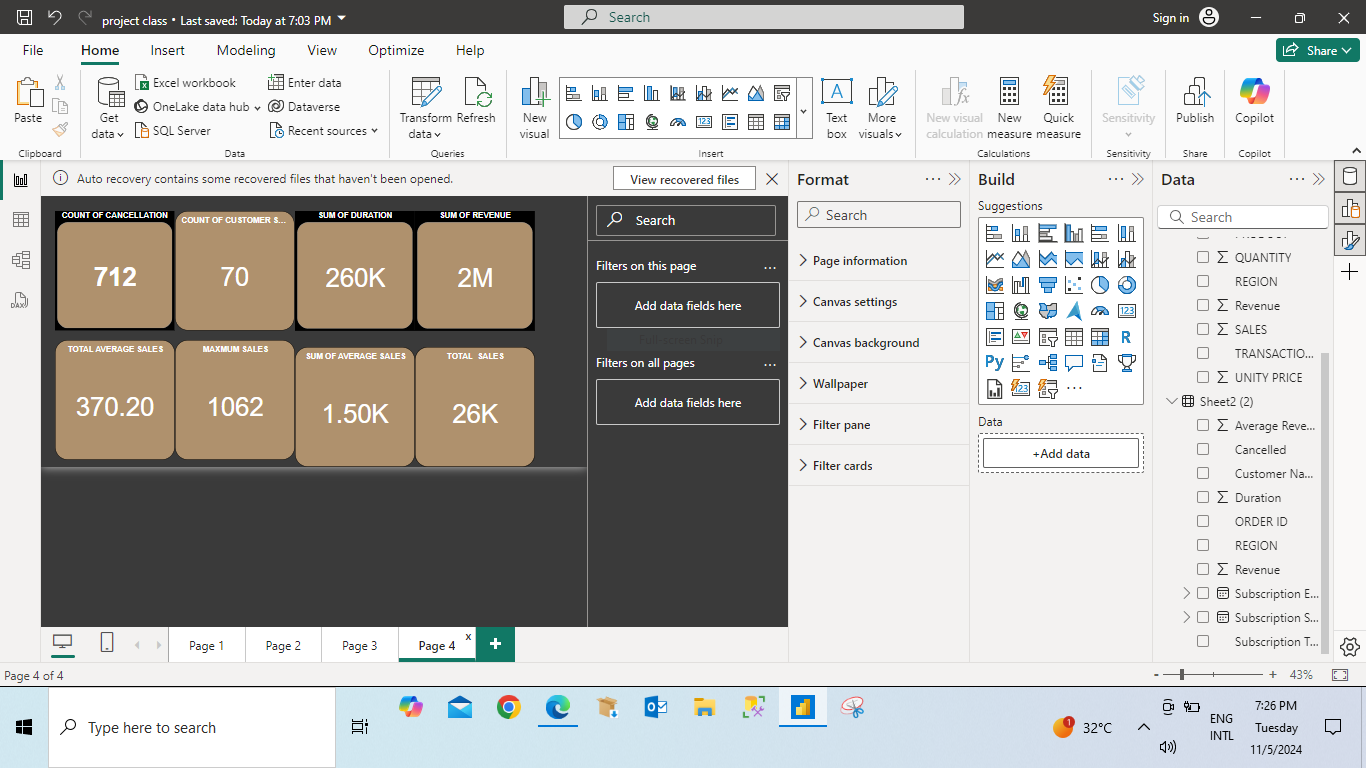 project class • Last saved: Today at 7:03 PM
Search
Sign in
File Home Insert Modeling View Optimize Help
Share
Paste
Get data
Excel workbook
OneLake data hub
SQL Server
Enter data
Dataverse
Recent sources
Transform data
Refresh
New visual
Text box
More visuals
New visual calculation
New measure
Quick measure
Sensitivity
Publish
Copilot
Clipboard
Data
Queries
Insert
Calculations
Sensitivity
Share
Copilot
Auto recovery contains some recovered files that haven't been opened.
View recovered files
COUNT OF CANCELLATION
712
COUNT OF CUSTOMER S...
70
SUM OF DURATION
260K
SUM OF REVENUE
2M
TOTAL AVERAGE SALES
370.20
MAXMUM SALES
1062
SUM OF AVERAGE SALES
1.50K
TOTAL SALES
26K
Search
Filters on this page
...
Add data fields here
Filters on all pages
...
Add data fields here
Format
Search
Page information
Canvas settings
Canvas background
Wallpaper
Filter pane
Filter cards
Build
Suggestions
R
Py
123
Data
+Add data
Data
Search
QUANTITY
REGION
Revenue
SALES
TRANSACTIO...
UNITY PRICE
Sheet2 (2)
Average Reve...
Cancelled
Customer Na...
Duration
ORDER ID
REGION
Revenue
Subscription E...
Subscription S...
Subscription T...
Page 1
Page 2
Page 3
Page 4
x
+
Page 4 of 4
- + 43%
Type here to search
1
32°C
ENG
INTL
7:26 PM
Tuesday
11/5/2024